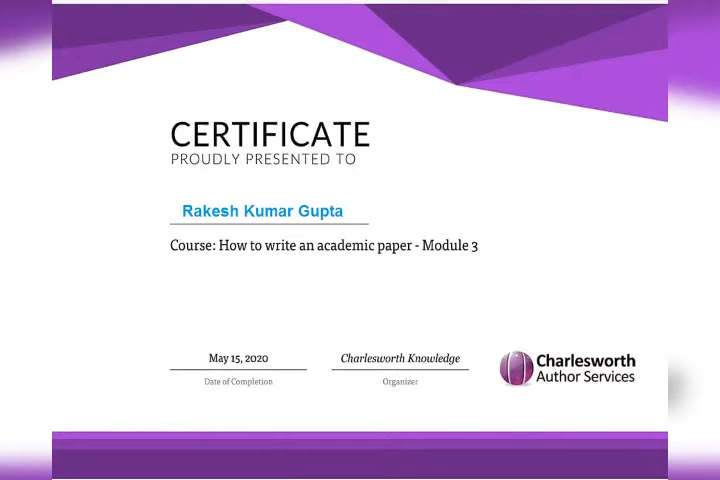 CERTIFICATE
PROUDLY PRESENTED TO
Rakesh Kumar Gupta
Course: How to write an academic paper - Module 3
May 15, 2020
Date of Completion
Charlesworth Knowledge
Organizer
Charlesworth
Author Services